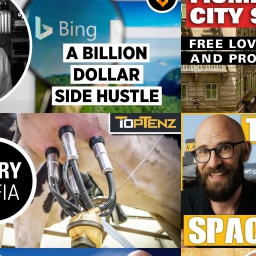 Bing
A BILLION
DOLLAR
SIDE HUSTLE
CITY S
FREE LOV
AND PRO
TOPTENZ
RY
FIA
SPAC